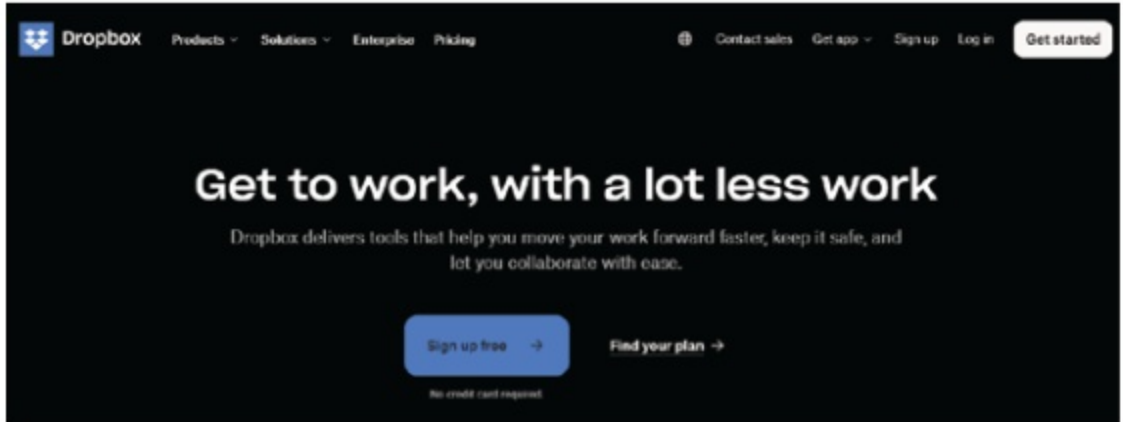 Dropbox Products Solutions Enterprise Pricing Contact sales Get app Sign up Log in Get started
Get to work, with a lot less work
Dropbox delivers tools that help you move your work forward faster, keep it safe, and
let you collaborate with ease.
Sign up free → Find your plan →
No credit card required.